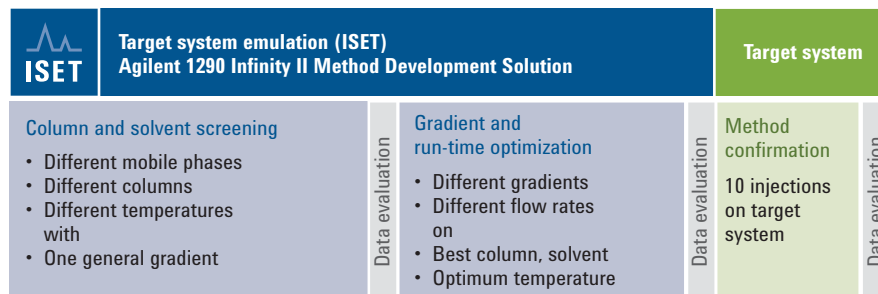 ISET
Target system emulation (ISET)
Agilent 1290 Infinity II Method Development Solution
Target system
Column and solvent screening
• Different mobile phases
• Different columns
• Different temperatures
with
• One general gradient
Data evaluation
Gradient and
run-time optimization
• Different gradients
• Different flow rates
on
• Best column, solvent
• Optimum temperature
Data evaluation
Method
confirmation
10 injections
on target
system
Data evaluation